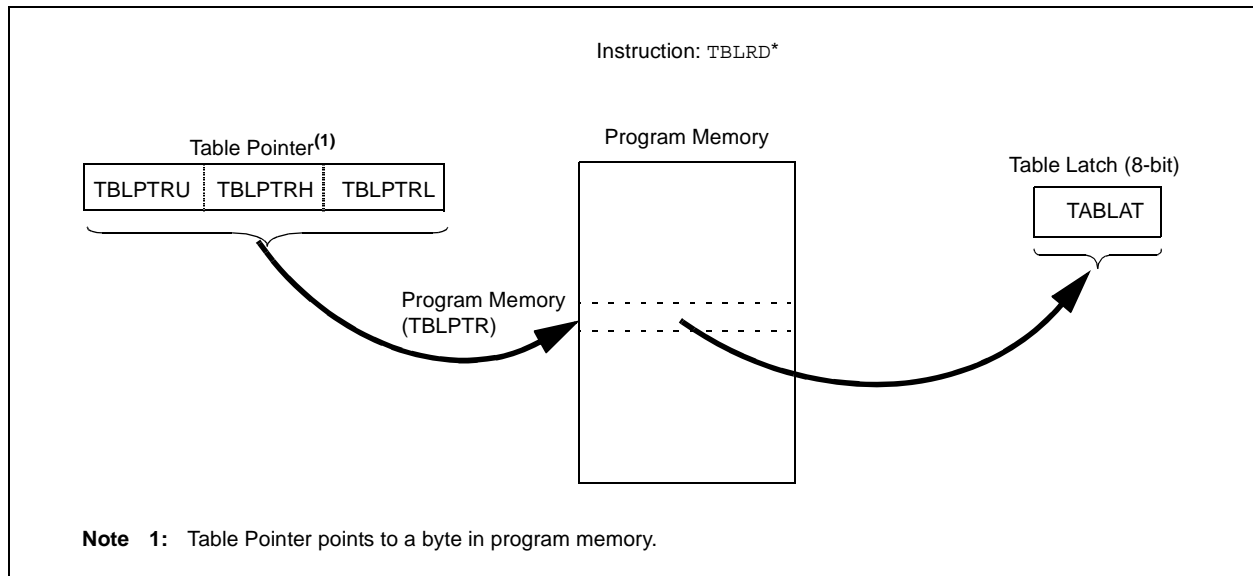 Instruction: TBLRD*
Table Pointer(1)
TBLPTRU TBLPTRH TBLPTRL
Program Memory
Table Latch (8-bit)
TABLAT
Program Memory
(TBLPTR)
Note 1: Table Pointer points to a byte in program memory.